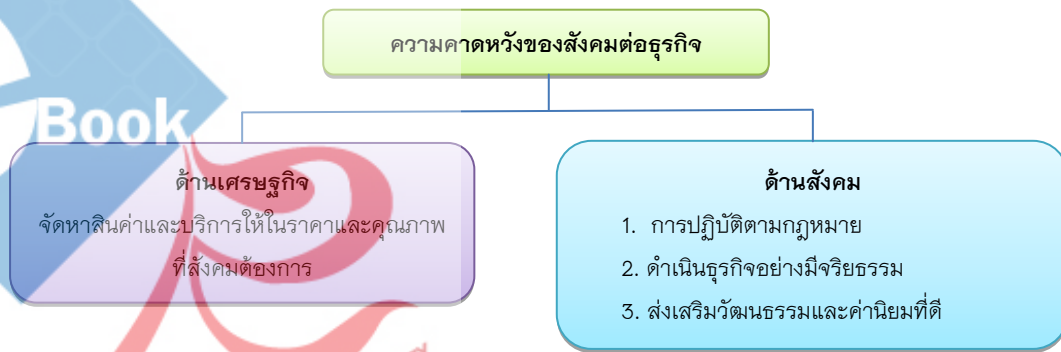 ความคาดหวังของสังคมต่อธุรกิจ
Book
ด้านเศรษฐกิจ
จัดหาสินค่าและบริการให้ในราคาและคุณภาพ
ที่สังคมต้องการ
ด้านสังคม
1. การปฏิบัติตามกฎหมาย
2. ดำเนินธุรกิจอย่างมีจริยธรรม
3. ส่งเสริมวัฒนธรรมและค่านิยมที่ดี